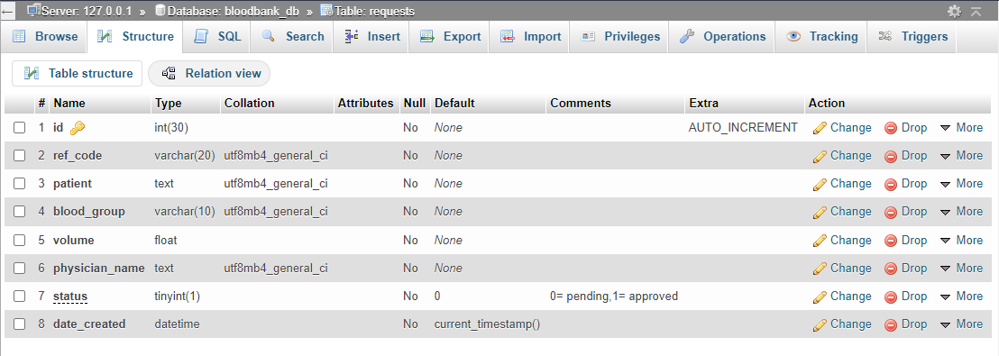 Server: 127.0.0.1 » Database: bloodbank_db » Table: requests
Browse Structure SQL Search Insert Export Import Privileges Operations Tracking Triggers
Table structure Relation view
# Name Type Collation Attributes Null Default Comments Extra Action
1 id int(30) No None AUTO_INCREMENT Change Drop More
2 ref_code varchar(20) utf8mb4_general_ci No None Change Drop More
3 patient text utf8mb4_general_ci No None Change Drop More
4 blood_group varchar(10) utf8mb4_general_ci No None Change Drop More
5 volume float No None Change Drop More
6 physician_name text utf8mb4_general_ci No None Change Drop More
7 status tinyint(1) No 0 0= pending,1= approved Change Drop More
8 date_created datetime No current_timestamp() Change Drop More